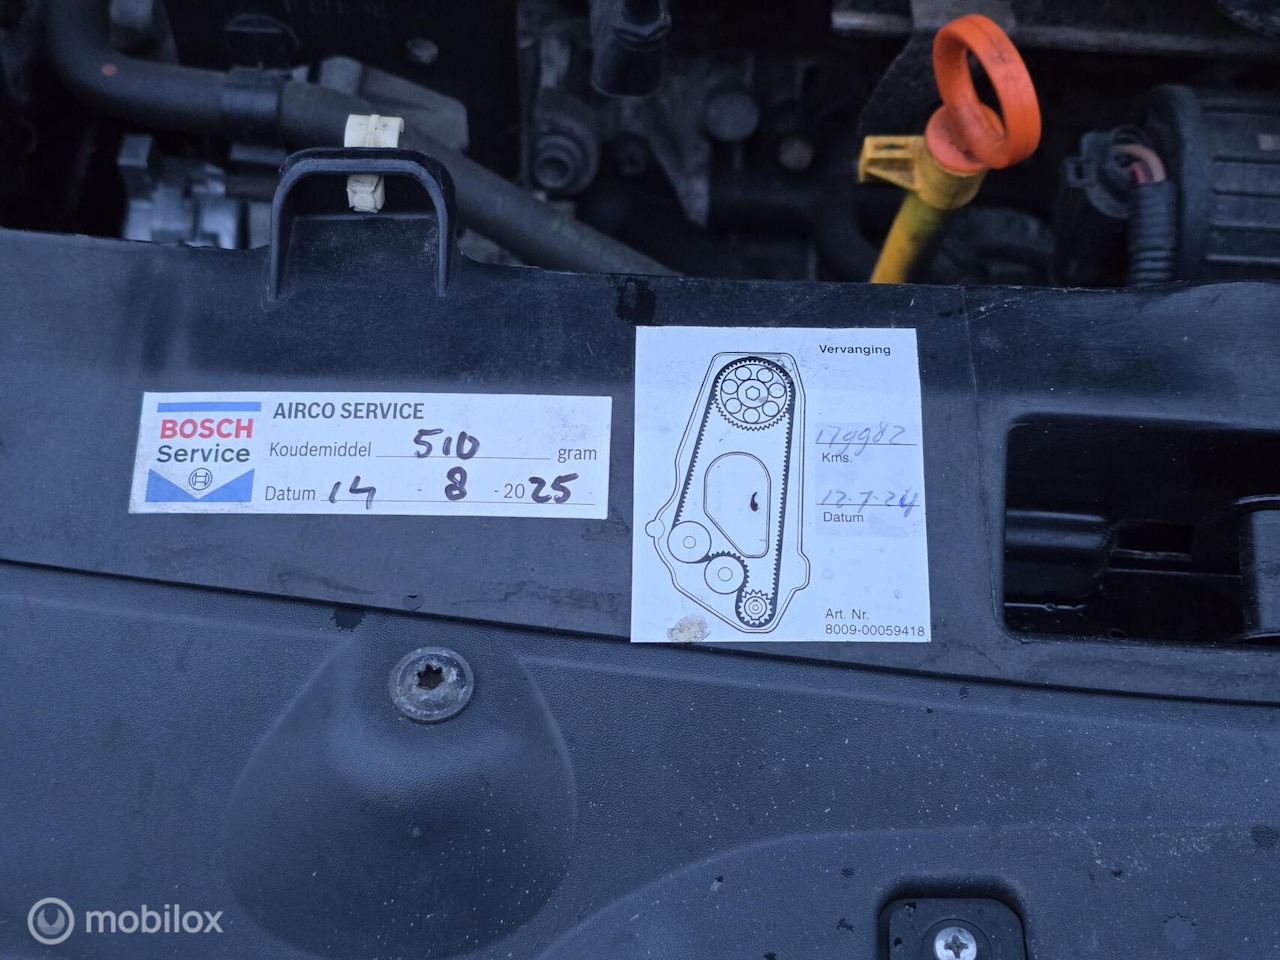 BOSCH
Service
AIRCO SERVICE
Koudemiddel 510 gram
Datum 14 - 8 - 2025
Vervanging
179982
Kms.
12-7-24
Datum
Art. Nr.
8009-00059418
mobilox